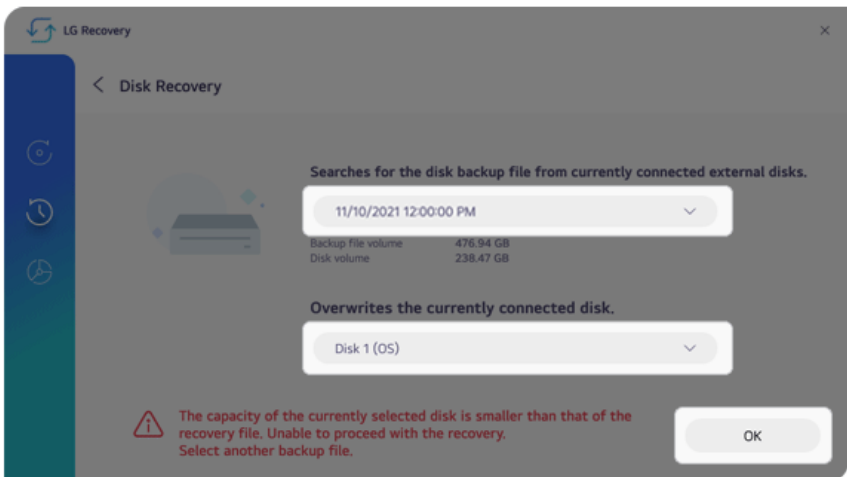 LG Recovery
Disk Recovery
Searches for the disk backup file from currently connected external disks.
11/10/2021 12:00:00 PM
Backup file volume 476.94 GB
Disk volume 238.47 GB
Overwrites the currently connected disk.
Disk 1 (OS)
The capacity of the currently selected disk is smaller than that of the
recovery file. Unable to proceed with the recovery.
Select another backup file.
OK